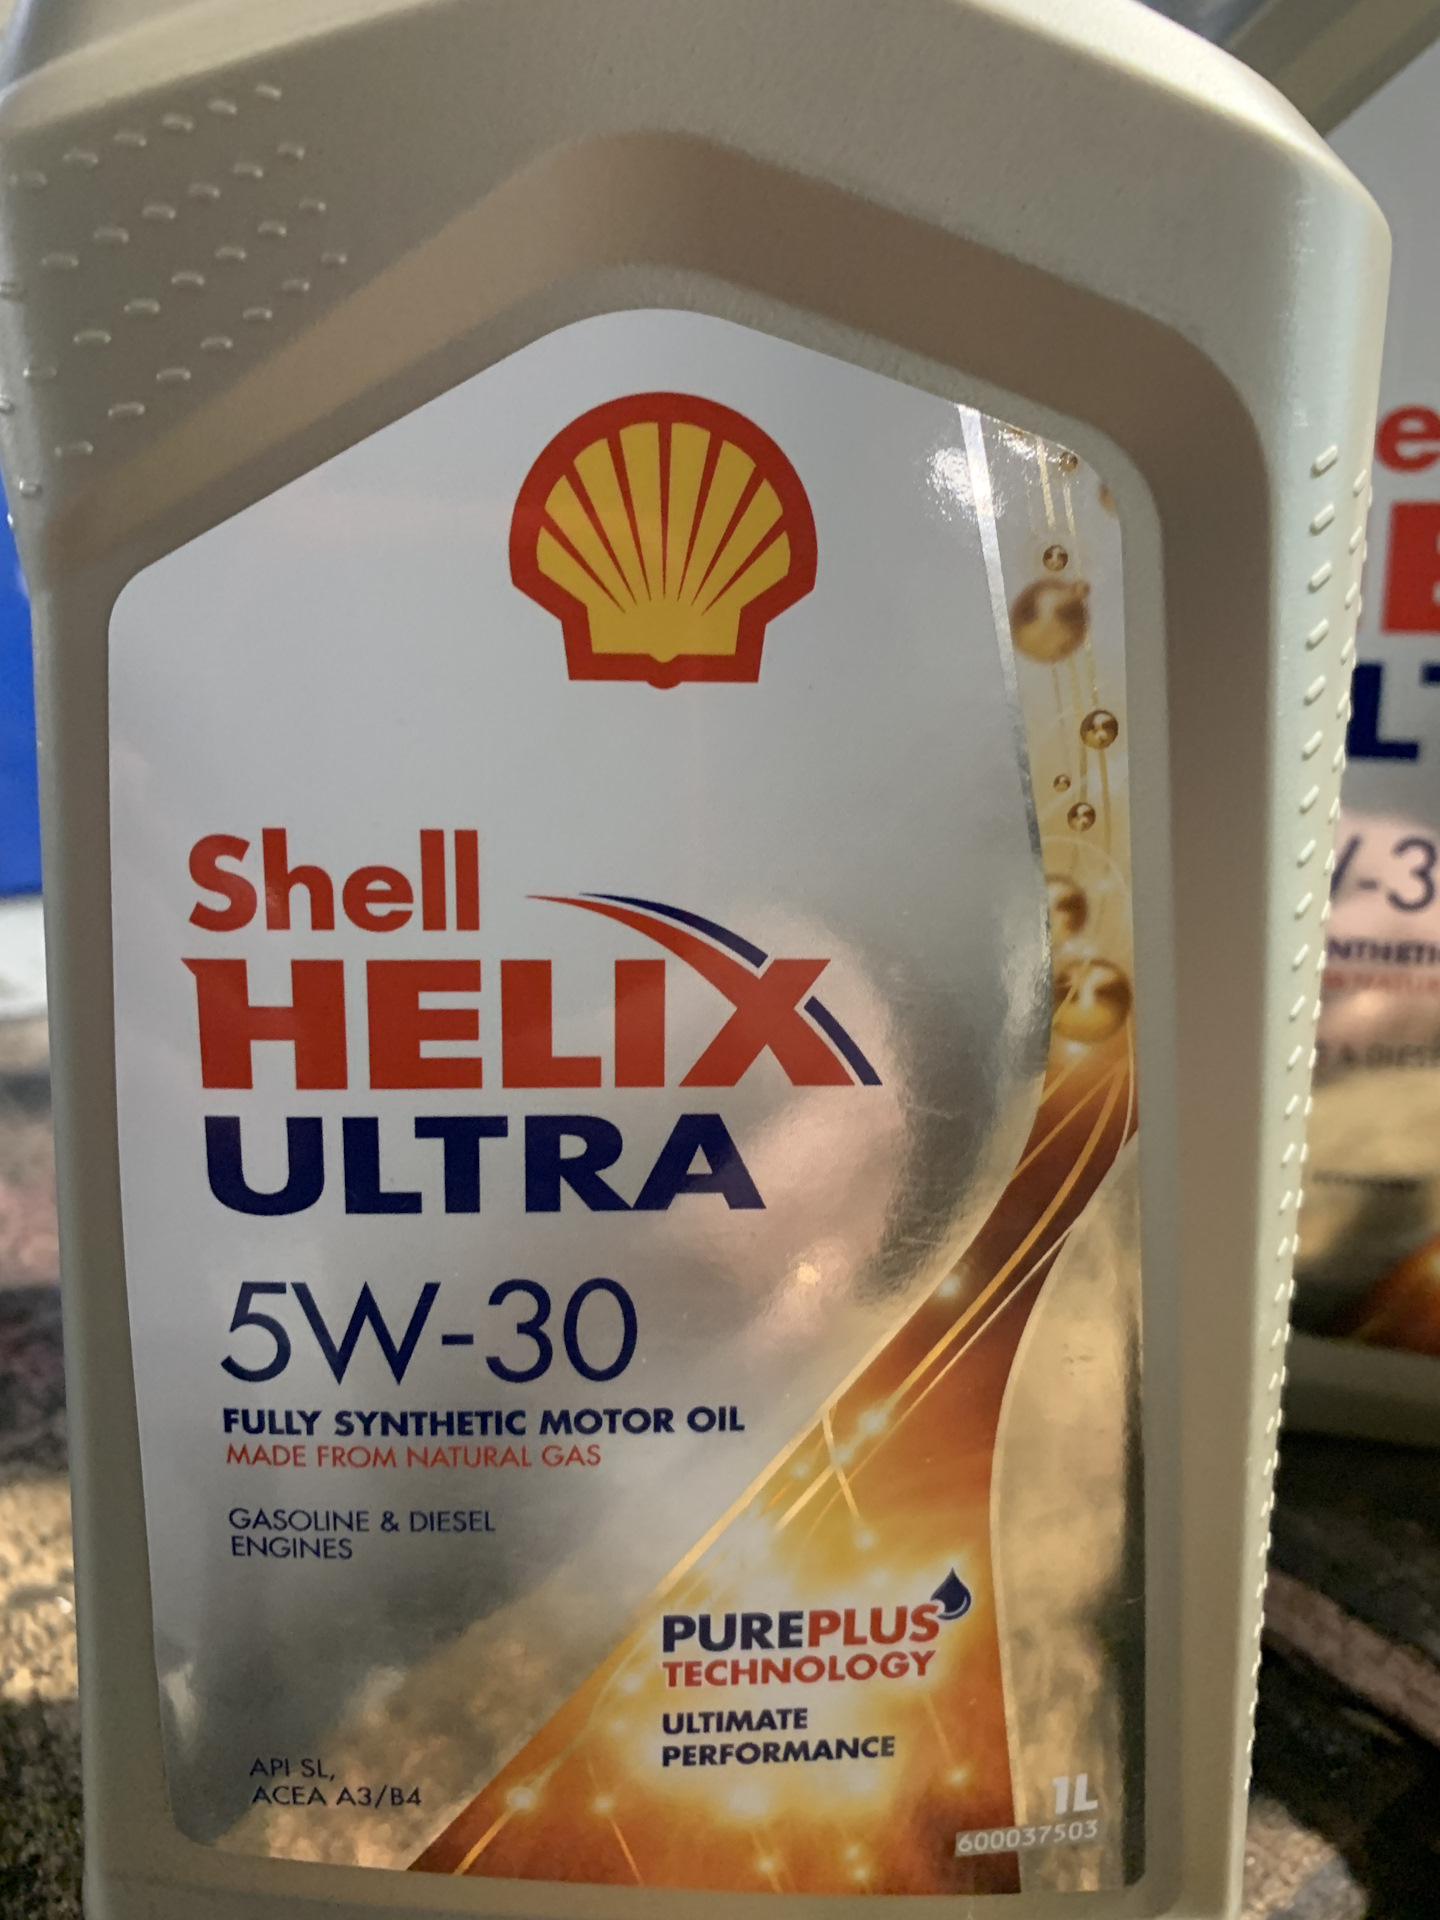 Shell
HELIX
ULTRA
5W-30
FULLY SYNTHETIC MOTOR OIL
MADE FROM NATURAL GAS
GASOLINE & DIESEL
ENGINES
PUREPLUS
TECHNOLOGY
ULTIMATE
PERFORMANCE
API SL,
ACEA A3/B4
1L
600037503